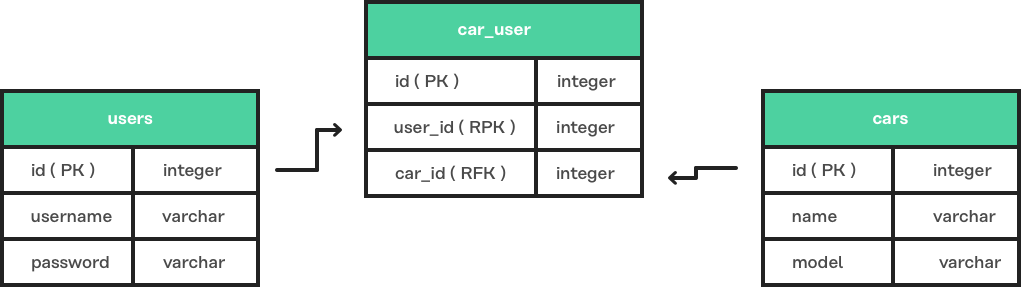 users
id ( PK ) integer
username varchar
password varchar
car_user
id ( PK ) integer
user_id ( RPK ) integer
car_id ( RFK ) integer
cars
id ( PK ) integer
name varchar
model varchar